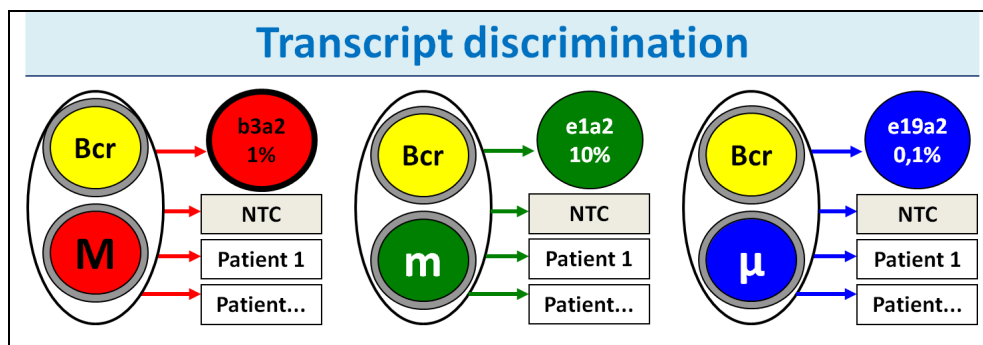 Transcript discrimination
Bcr
M
b3a2
1%
NTC
Patient 1
Patient...
Bcr
m
e1a2
10%
NTC
Patient 1
Patient...
Bcr
µ
e19a2
0,1%
NTC
Patient 1
Patient...